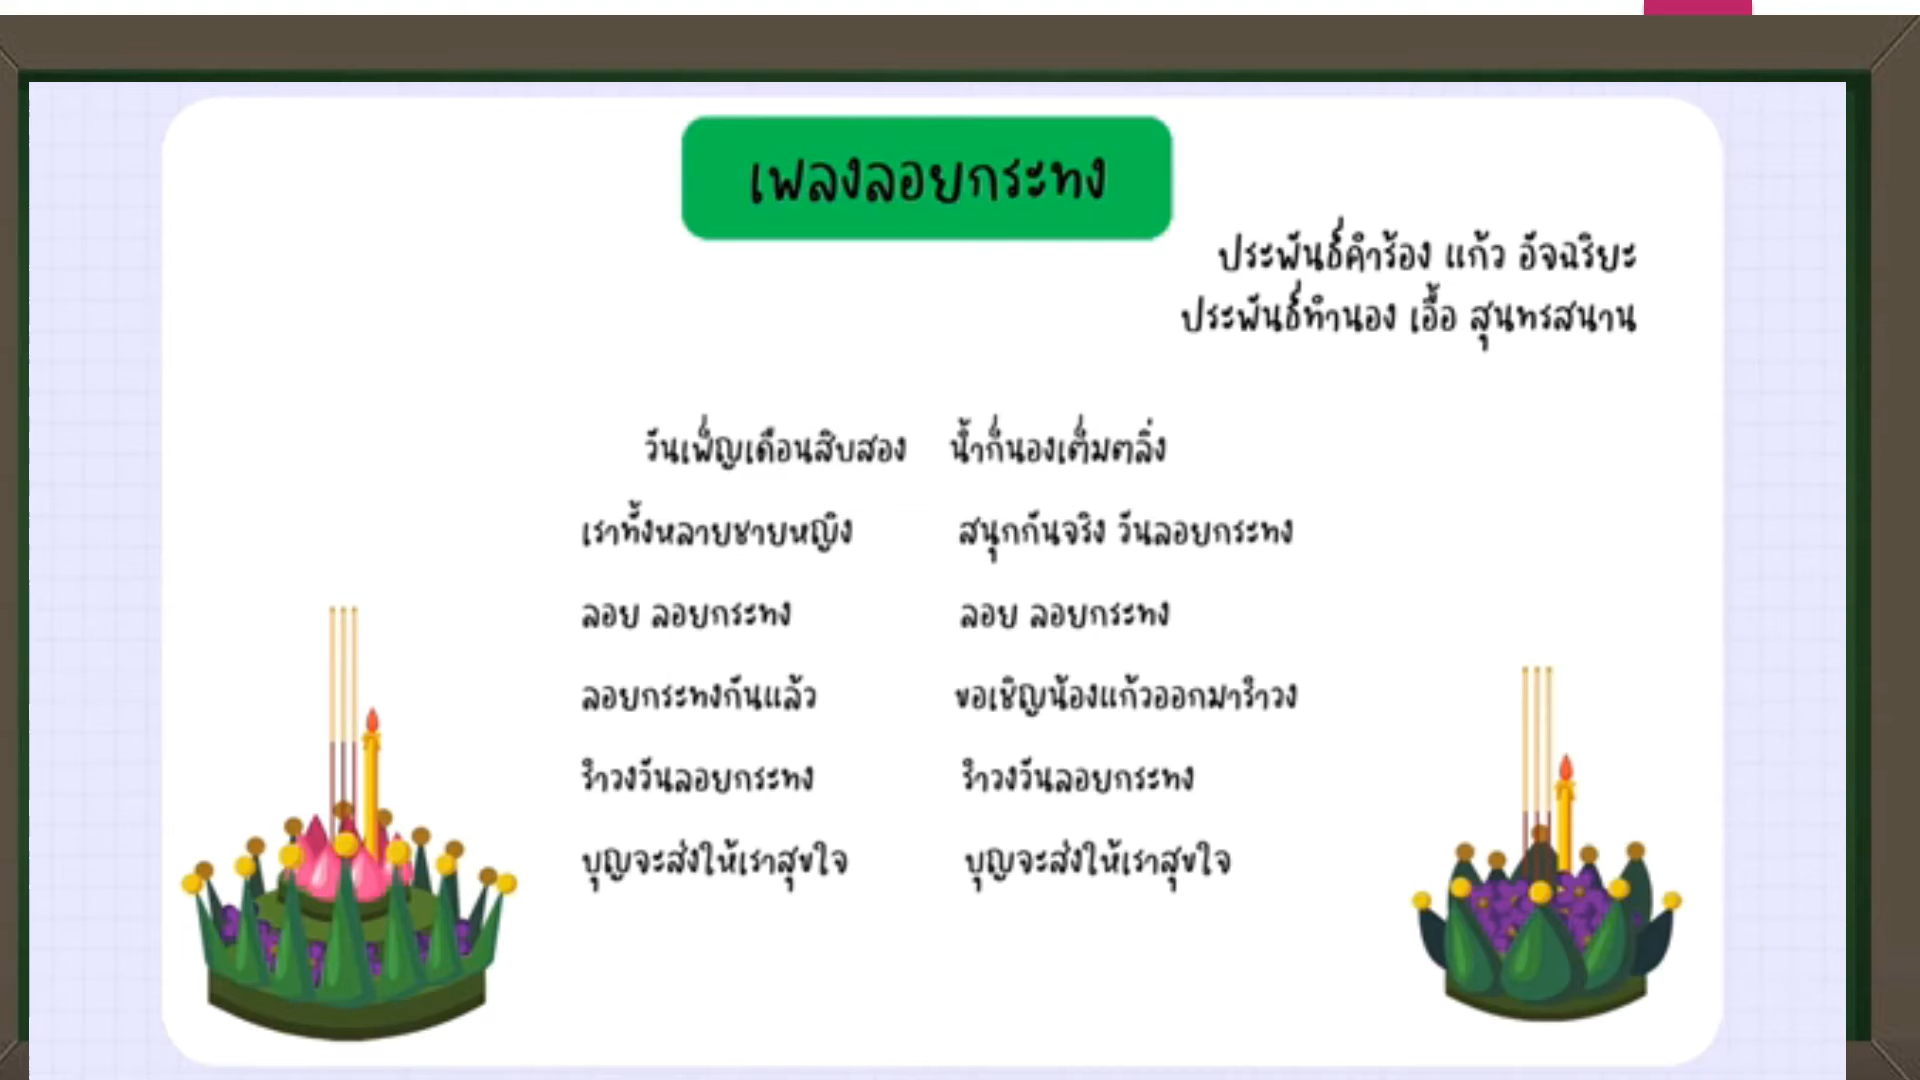 เพลงลอยกระทง
ประพันธ์คำร้อง แก้ว อัจฉริยะ
ประพันธ์ทำนอง เอื้อ สุนทรสนาน
วันเพ็ญเดือนสิบสอง น้ำก็นองเต็มตลิ่ง
เราทั้งหลายชายหญิง สนุกกันจริง วันลอยกระทง
ลอย ลอยกระทง ลอย ลอยกระทง
ลอยกระทงกันแล้ว ขอเชิญน้องแก้วออกมารำวง
รำวงวันลอยกระทง รำวงวันลอยกระทง
บุญจะส่งให้เราสุขใจ บุญจะส่งให้เราสุขใจ